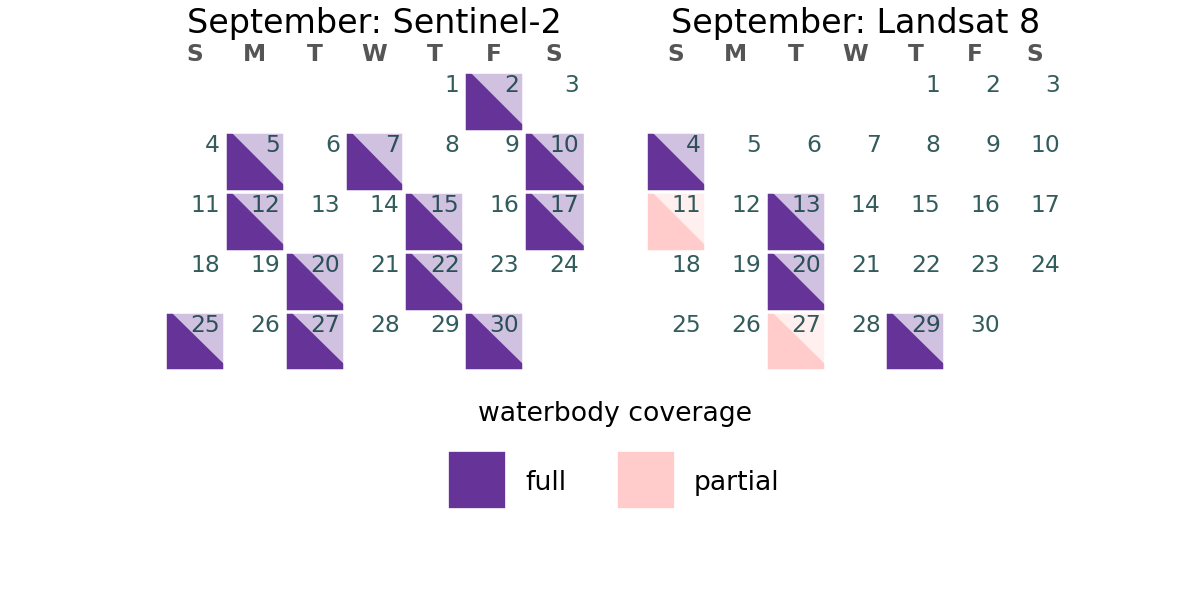 September: Sentinel-2
S M T W T F S
1 2 3
4 5 6 7 8 9 10
11 12 13 14 15 16 17
18 19 20 21 22 23 24
25 26 27 28 29 30
September: Landsat 8
S M T W T F S
1 2 3
4 5 6 7 8 9 10
11 12 13 14 15 16 17
18 19 20 21 22 23 24
25 26 27 28 29 30
waterbody coverage
full
partial